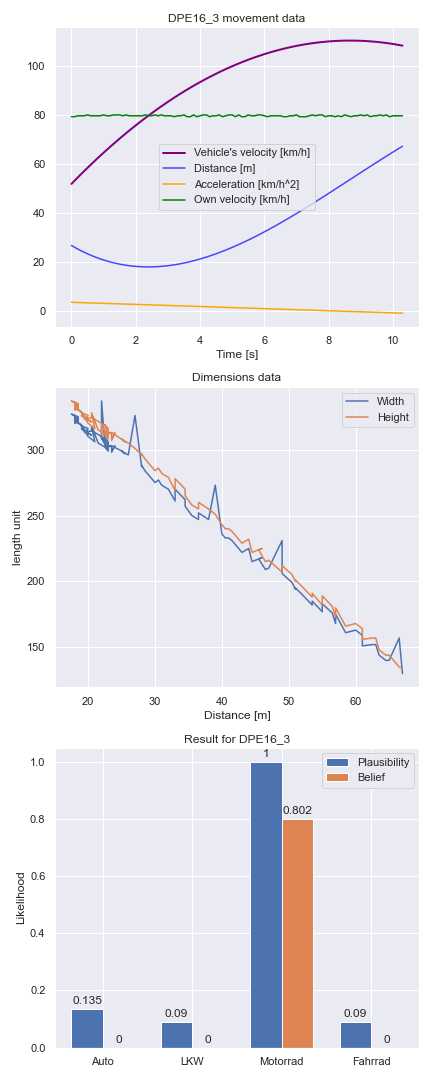 DPE16_3 movement data
100
80
60
40
20
0
Vehicle's velocity [km/h]
Distance [m]
Acceleration [km/h^2]
Own velocity [km/h]
0 2 4 6 8 10
Time [s]
Dimensions data
Width
Height
300
250
200
150
length unit
20 30 40 50 60
Distance [m]
Result for DPE16_3
Plausibility
Belief
1.0
0.8
0.6
0.4
0.2
0.0
Likelihood
0.135 0 0.09 0 1 0.802 0.09 0
Auto LKW Motorrad Fahrrad